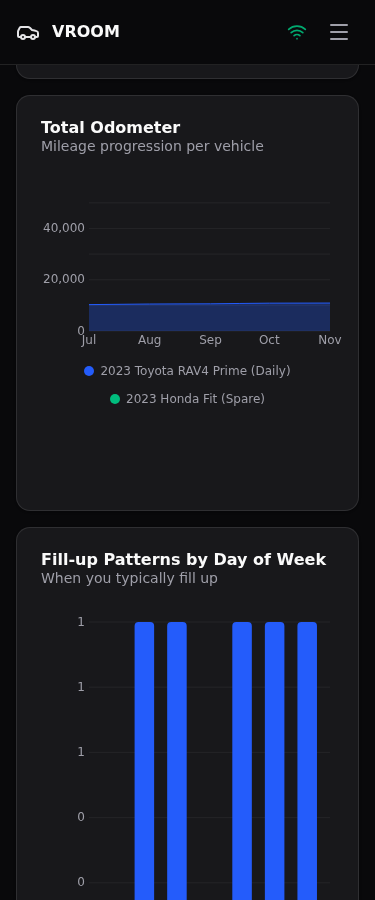 VROOM
Total Odometer
Mileage progression per vehicle
40,000
20,000
0
Jul Aug Sep Oct Nov
2023 Toyota RAV4 Prime (Daily)
2023 Honda Fit (Spare)
Fill-up Patterns by Day of Week
When you typically fill up
1
1
1
0
0